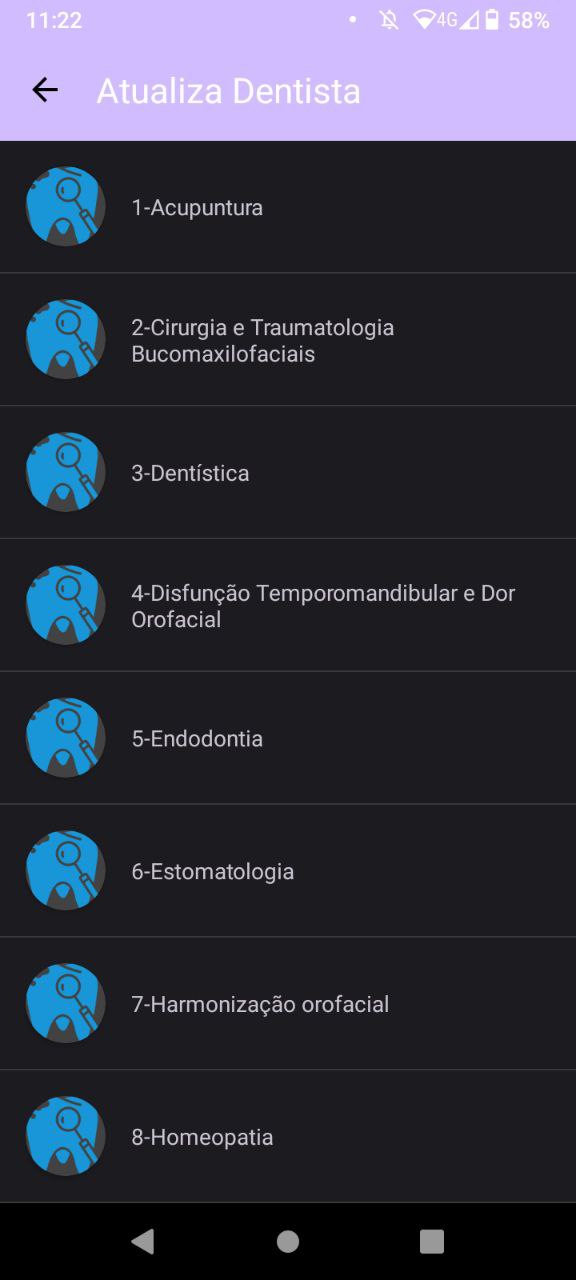 11:22
4G
58%
Atualiza Dentista
1-Acupuntura
2-Cirurgia e Traumatologia
Bucomaxilofaciais
3-Dentística
4-Disfunção Temporomandibular e Dor
Orofacial
5-Endodontia
6-Estomatologia
7-Harmonização orofacial
8-Homeopatia